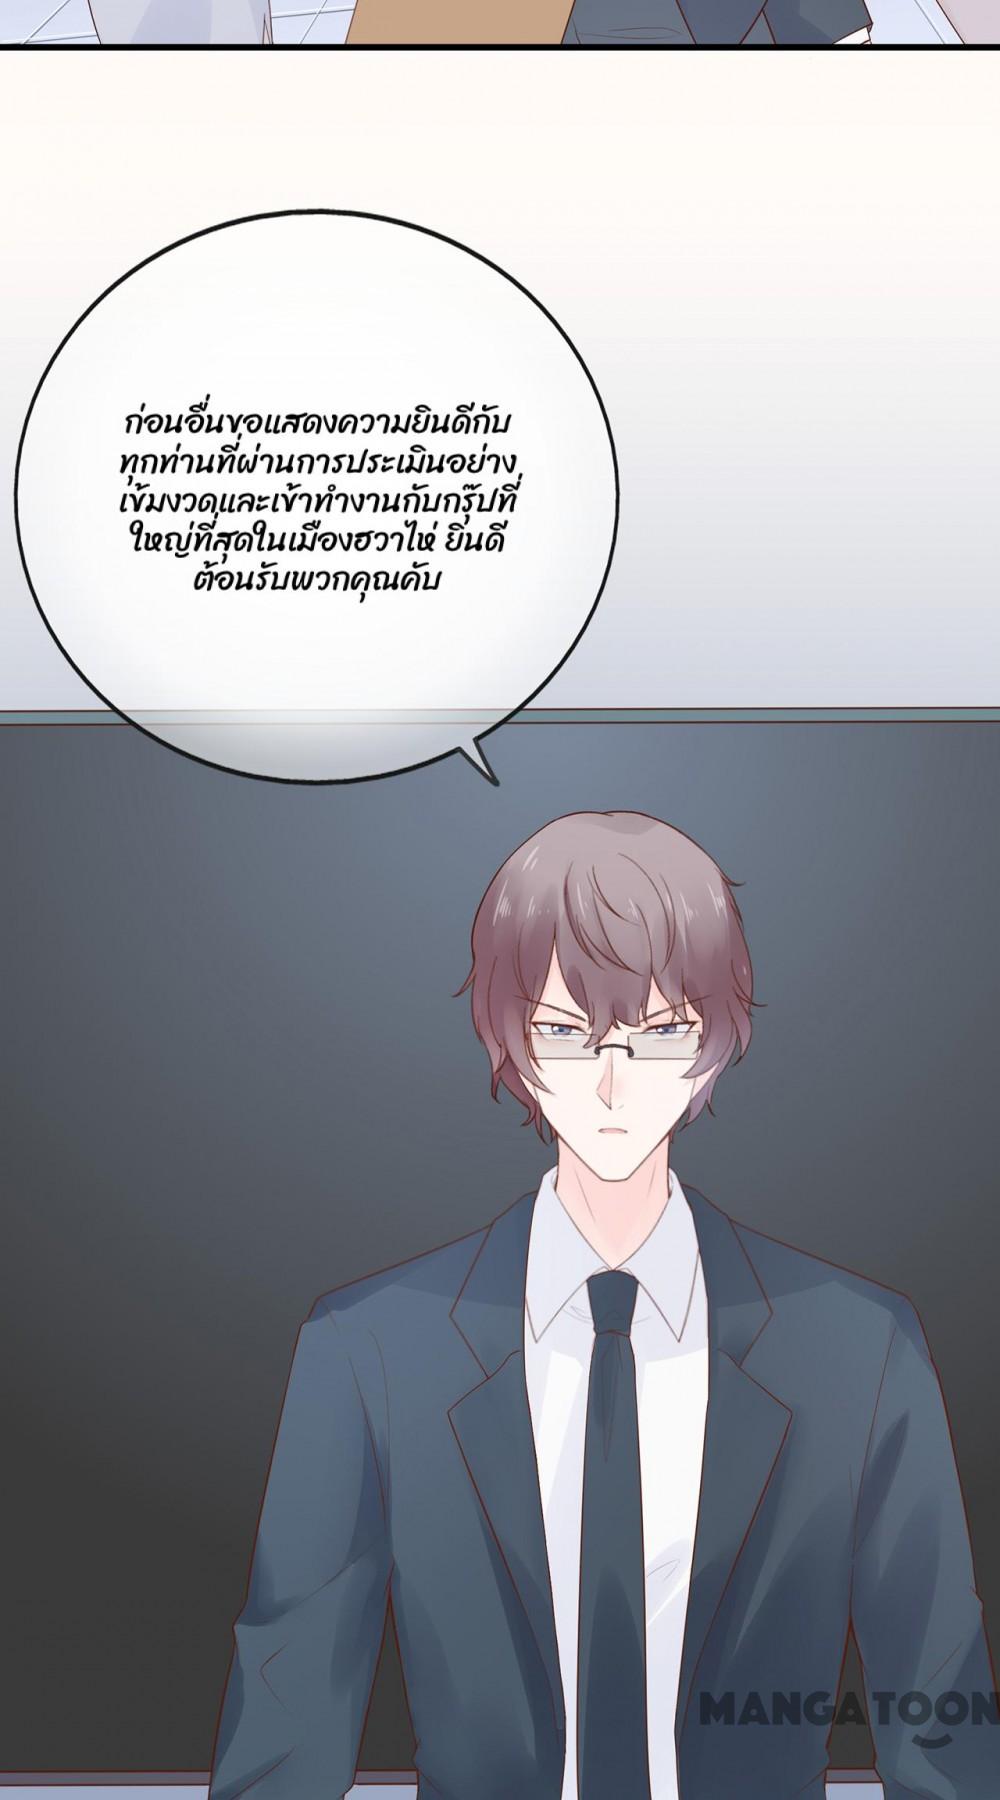 ก่อนอื่นขอแสดงความยินดีกับ
ทุกท่านที่ผ่านการประเมินอย่าง
เข้มงวดและเข้าทำงานกับกรุ๊ปที่
ใหญ่ที่สุดในเมืองฮวาไห่ ยินดี
ต้อนรับพวกคุณคับ
MANGATOON